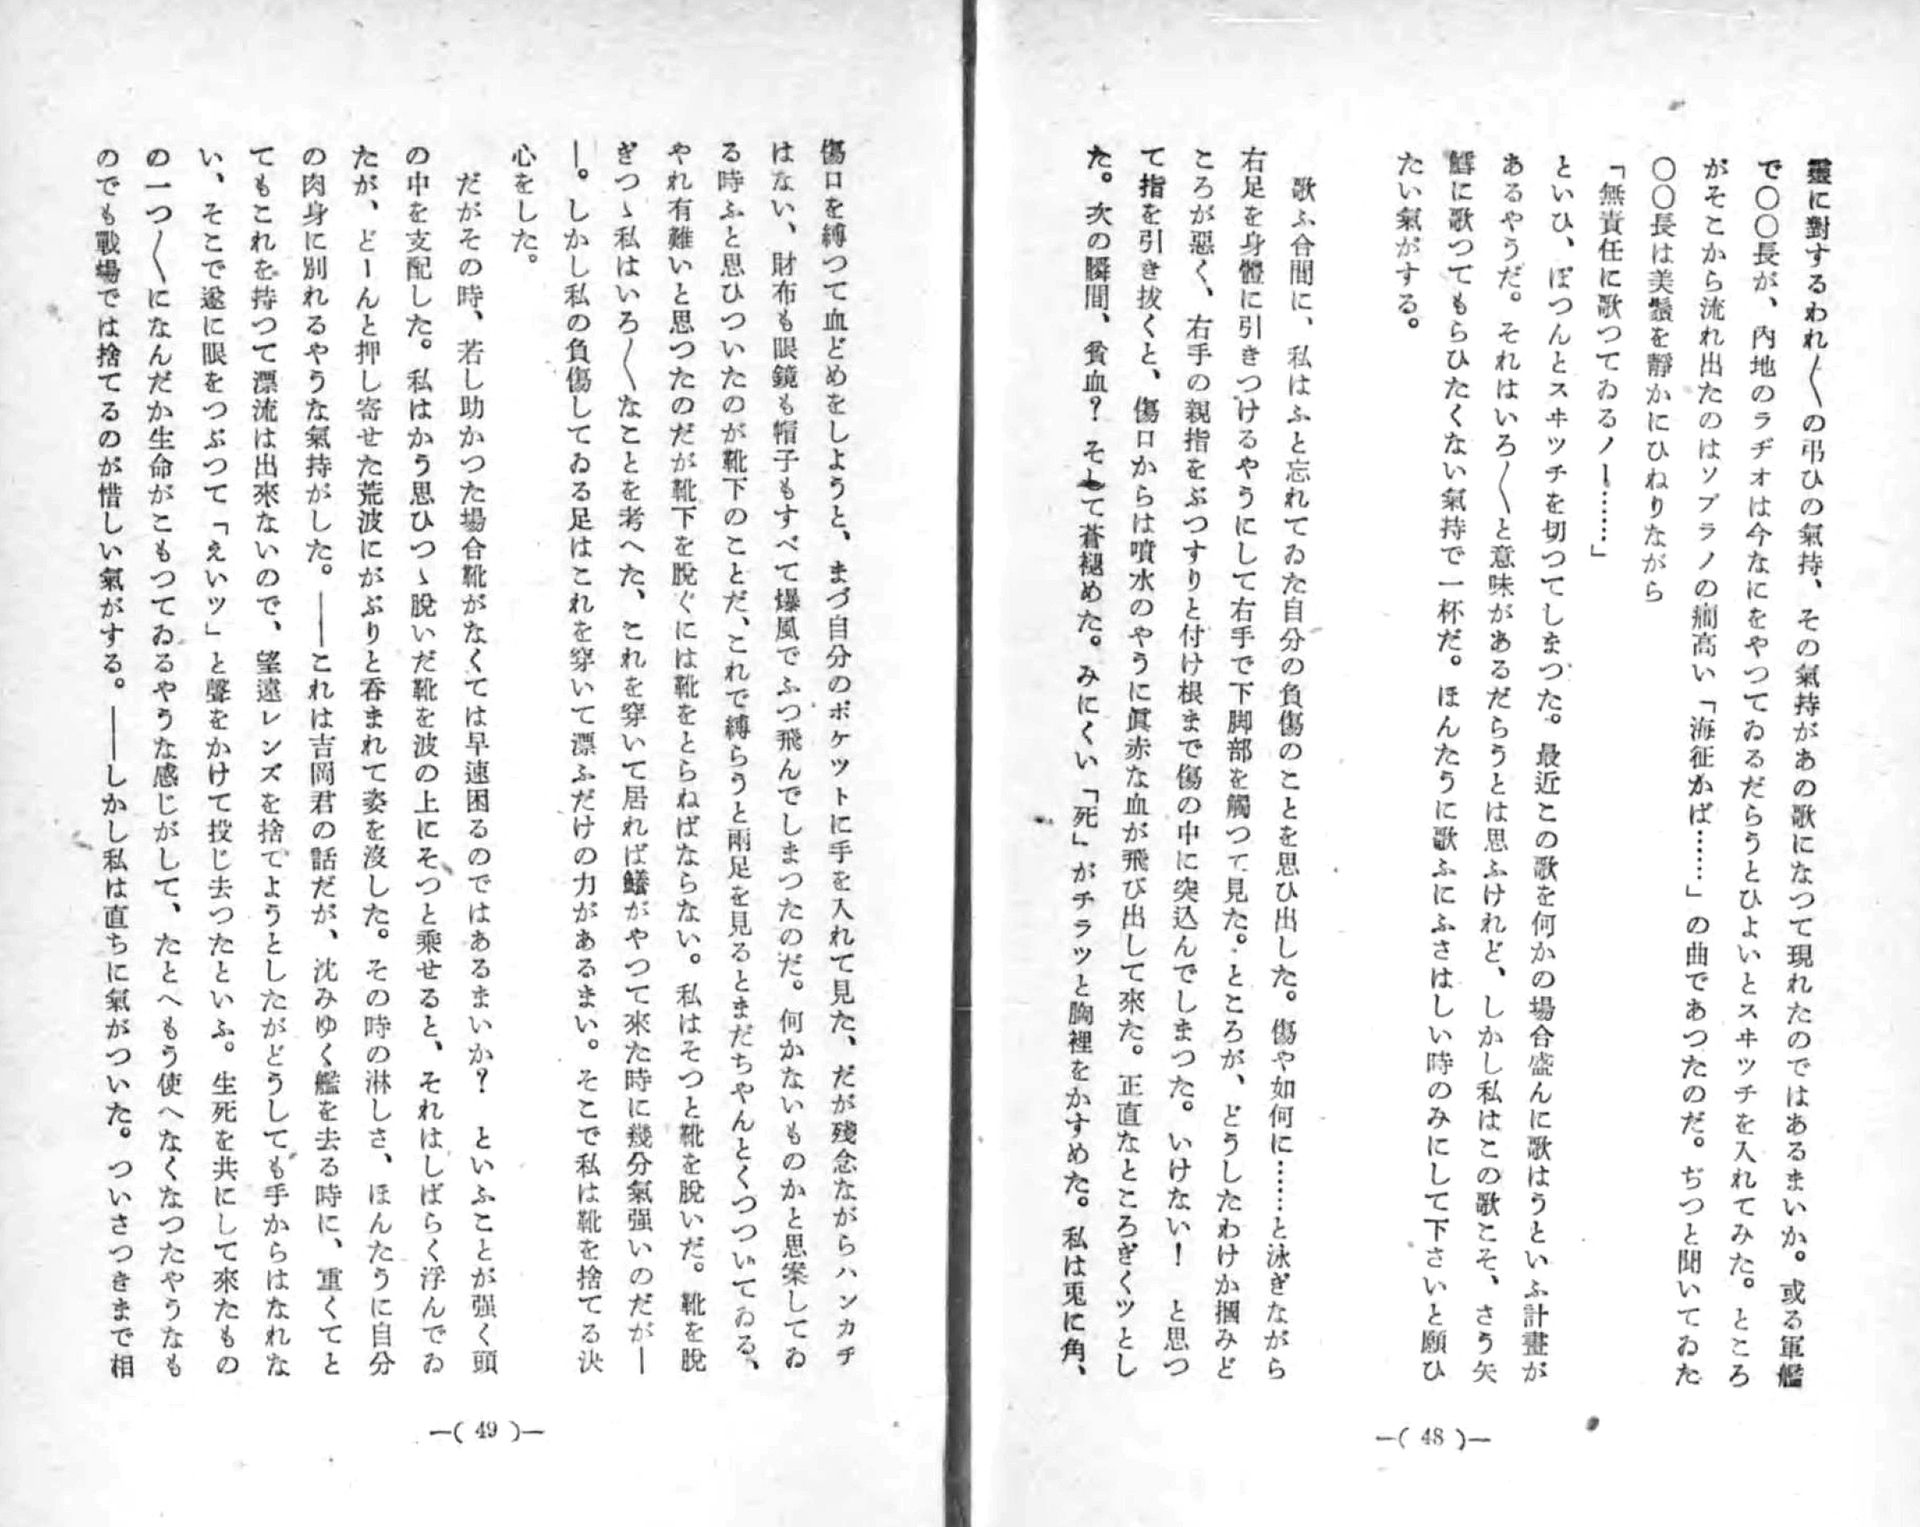 靈に對するわれ〳〵の弔ひの氣持、その氣持があの歌になつて現れたのではあるまいか。或る軍艦
で〇〇長が、內地のラヂオは今なにをやつてゐるだらうとひよいとスヰツチを入れてみた。ところ
がそこから流れ出たのはソプラノの癇高い「海征かば……」の曲であつたのだ。ぢつと聞いてゐた
〇〇長は美鬚を靜かにひねりながら
「無責任に歌つてゐるノー……」
といひ、ぽつんとスヰツチを切つてしまつた。最近この歌を何かの場合盛んに歌はうといふ計畫が
あるやうだ。それはいろ〳〵と意味があるだらうとは思ふけれど、しかし私はこの歌こそ、さう矢
鱈に歌つてもらひたくない氣持で一杯だ。ほんたうに歌ふにふさはしい時のみにして下さいと願ひ
たい氣がする。
歌ふ合間に、私はふと忘れてゐた自分の負傷のことを思ひ出した。傷や如何に……と泳ぎながら
右足を身體に引きつけるやうにして右手で下脚部を觸つて見た。ところが、どうしたわけか摑みど
ころが惡く、右手の親指をぶつすりと付け根まで傷の中に突込んでしまつた。いけない！　と思つ
て指を引き拔くと、傷口からは噴水のやうに眞赤な血が飛び出して來た。正直なところぎくツとし
た。次の瞬間、貧血？　そして蒼褪めた。みにくい「死」がチラツと胸裡をかすめた。私は兎に角、
—( 48 )—
傷口を縛つて血どめをしようと、まづ自分のポケツトに手を入れて見た、だが殘念ながらハンカチ
はない、財布も眼鏡も帽子もすべて爆風でふつ飛んでしまつたのだ。何かないものかと思案してゐ
る時ふと思ひついたのが靴下のことだ、これで縛らうと兩足を見るとまだちやんとくつついてゐる、
やれ有難いと思つたのだが靴下を脫ぐには靴をとらねばならない。私はそつと靴を脫いだ。靴を脫
ぎつゝ私はいろ〳〵なことを考へた、これを穿いて居れば鱶がやつて來た時に幾分氣强いのだが—
—。しかし私の負傷してゐる足はこれを穿いて漂ふだけの力があるまい。そこで私は靴を捨てる決
心をした。
だがその時、若し助かつた場合靴がなくては早速困るのではあるまいか？　といふことが强く頭
の中を支配した。私はかう思ひつゝ脫いだ靴を波の上にそつと乘せると、それはしばらく浮んでゐ
たが、どーんと押し寄せた荒波にがぶりと呑まれて姿を沒した。その時の淋しさ、ほんたうに自分
の肉身に別れるやうな氣持がした。——これは吉岡君の話だが、沈みゆく艦を去る時に、重くてと
てもこれを持つて漂流は出來ないので、望遠レンズを捨てようとしたがどうしても手からはなれな
い、そこで遂に眼をつぶつて「えいツ」と聲をかけて投じ去つたといふ。生死を共にして來たもの
の一つ〳〵になんだか生命がこもつてゐるやうな感じがして、たとへもう使へなくなつたやうなも
のでも戰場では捨てるのが惜しい氣がする。——しかし私は直ちに氣がついた。ついさつきまで相
—( 49 )—